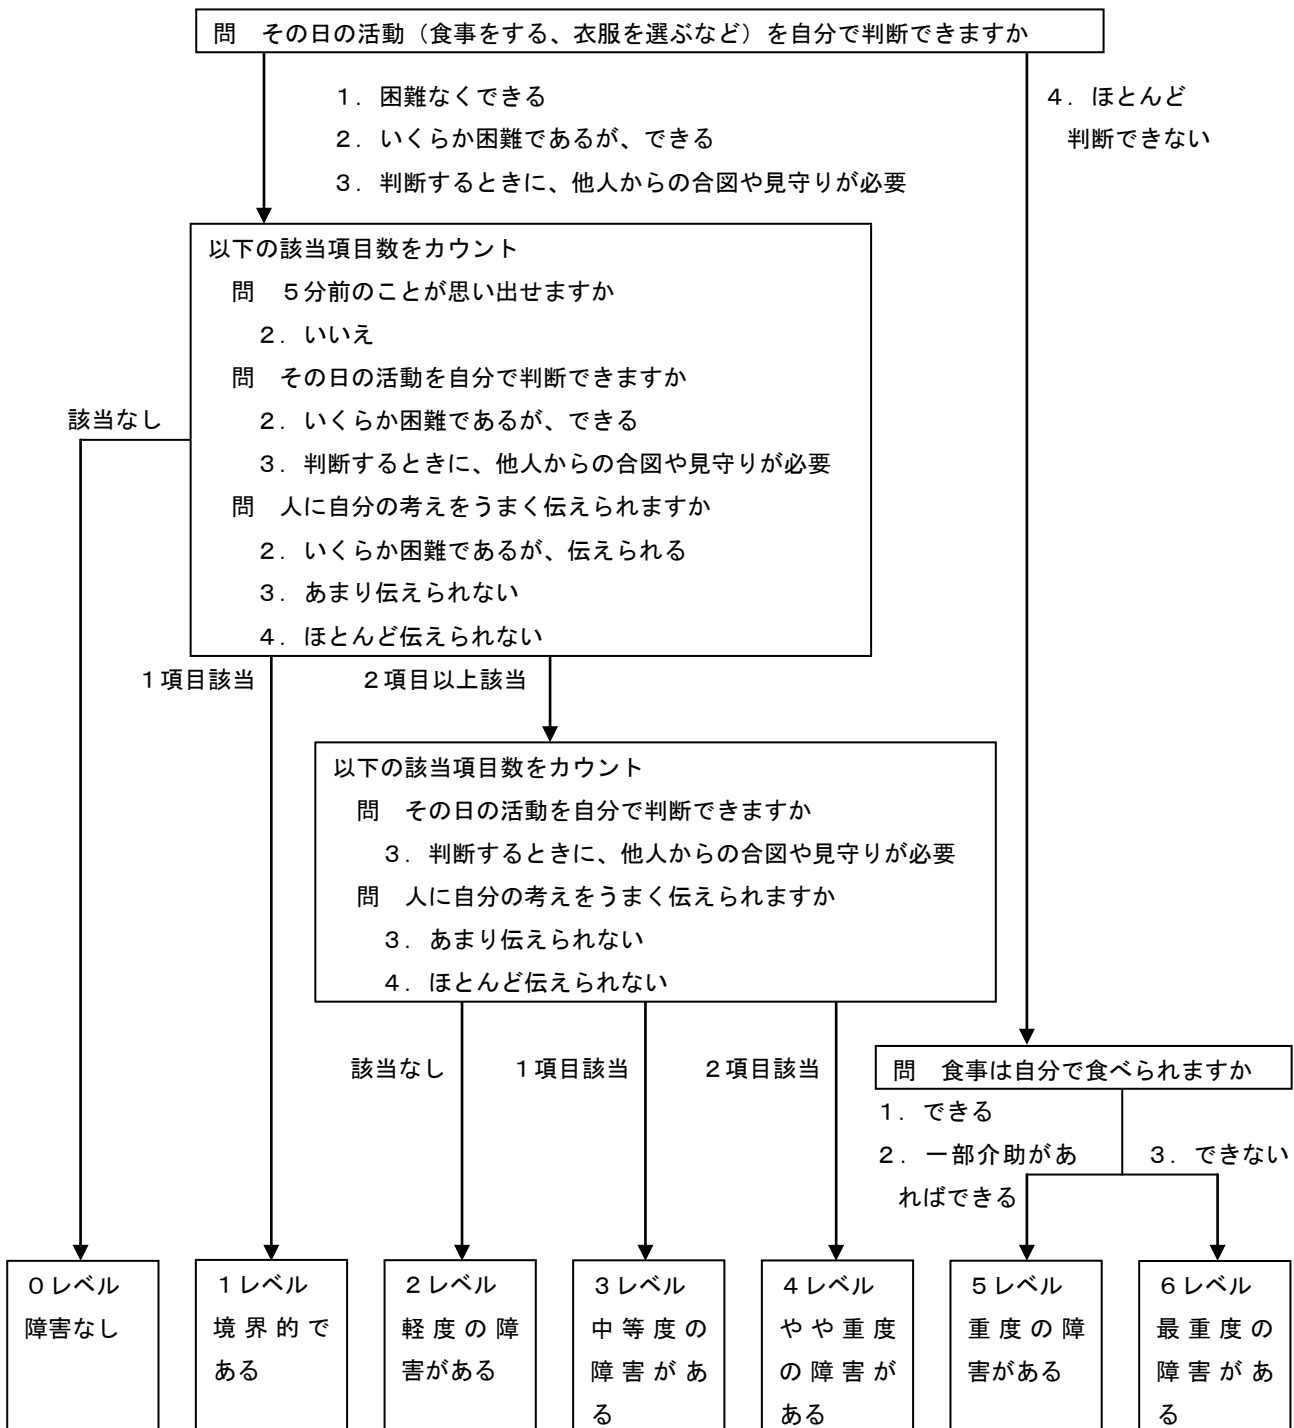 問　その日の活動（食事をする、衣服を選ぶなど）を自分で判断できますか
１．困難なくできる
２．いくらか困難であるが、できる
３．判断するときに、他人からの合図や見守りが必要
４．ほとんど
判断できない
以下の該当項目数をカウント
問　５分前のことが思い出せますか
２．いいえ
問　その日の活動を自分で判断できますか
２．いくらか困難であるが、できる
３．判断するときに、他人からの合図や見守りが必要
問　人に自分の考えをうまく伝えられますか
２．いくらか困難であるが、伝えられる
３．あまり伝えられない
４．ほとんど伝えられない
該当なし
１項目該当
２項目以上該当
以下の該当項目数をカウント
問　その日の活動を自分で判断できますか
３．判断するときに、他人からの合図や見守りが必要
問　人に自分の考えをうまく伝えられますか
３．あまり伝えられない
４．ほとんど伝えられない
該当なし
１項目該当
２項目該当
問　食事は自分で食べられますか
１．できる
２．一部介助があ
ればできる
３．できない
０レベル
障害なし
１レベル
境界的で
ある
２レベル
軽度の障
害がある
３レベル
中等度の
障害があ
る
４レベル
やや重度
の障害が
ある
５レベル
重度の障
害がある
６レベル
最重度の
障害があ
る